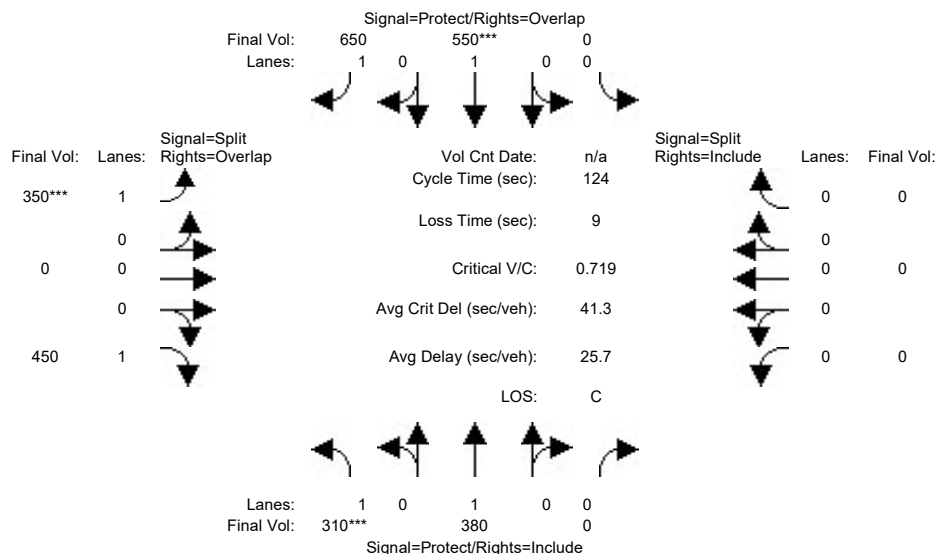 Signal=Protect/Rights=Overlap
Final Vol: 650 550*** 0
Lanes: 1 0 1 0 0
Signal=Split
Final Vol: Lanes: Rights=Overlap
Vol Cnt Date: n/a
Signal=Split
Rights=Include Lanes: Final Vol:
Cycle Time (sec): 124
350*** 1
0 0
Loss Time (sec): 9
0
0
0 0
Critical V/C: 0.719
0 0
0
Avg Crit Del (sec/veh): 41.3
0
450 1
Avg Delay (sec/veh): 25.7
0 0
LOS: C
Lanes: 1 0 1 0 0
Final Vol: 310*** 380 0
Signal=Protect/Rights=Include